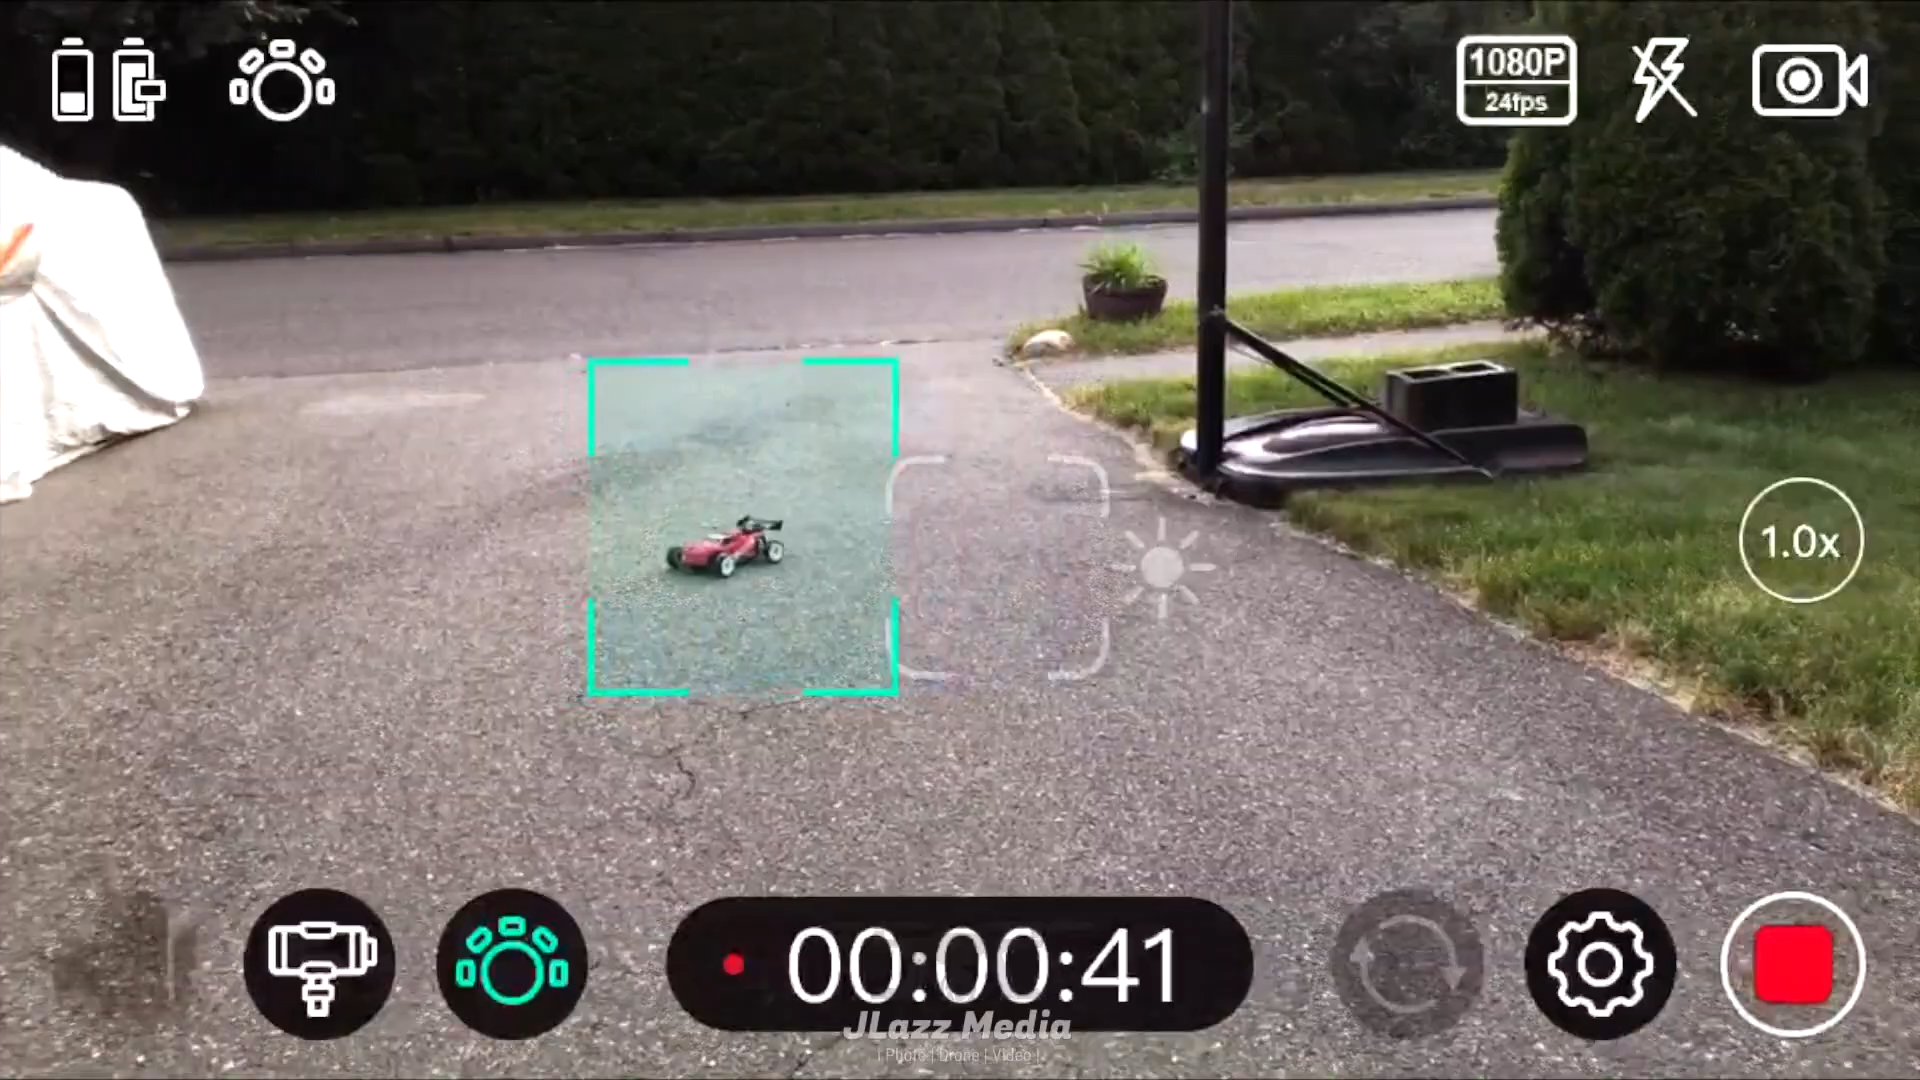 1080P
24fps
1.0x
00:00:41
JLazz Media
| Photo | Drone | Video |